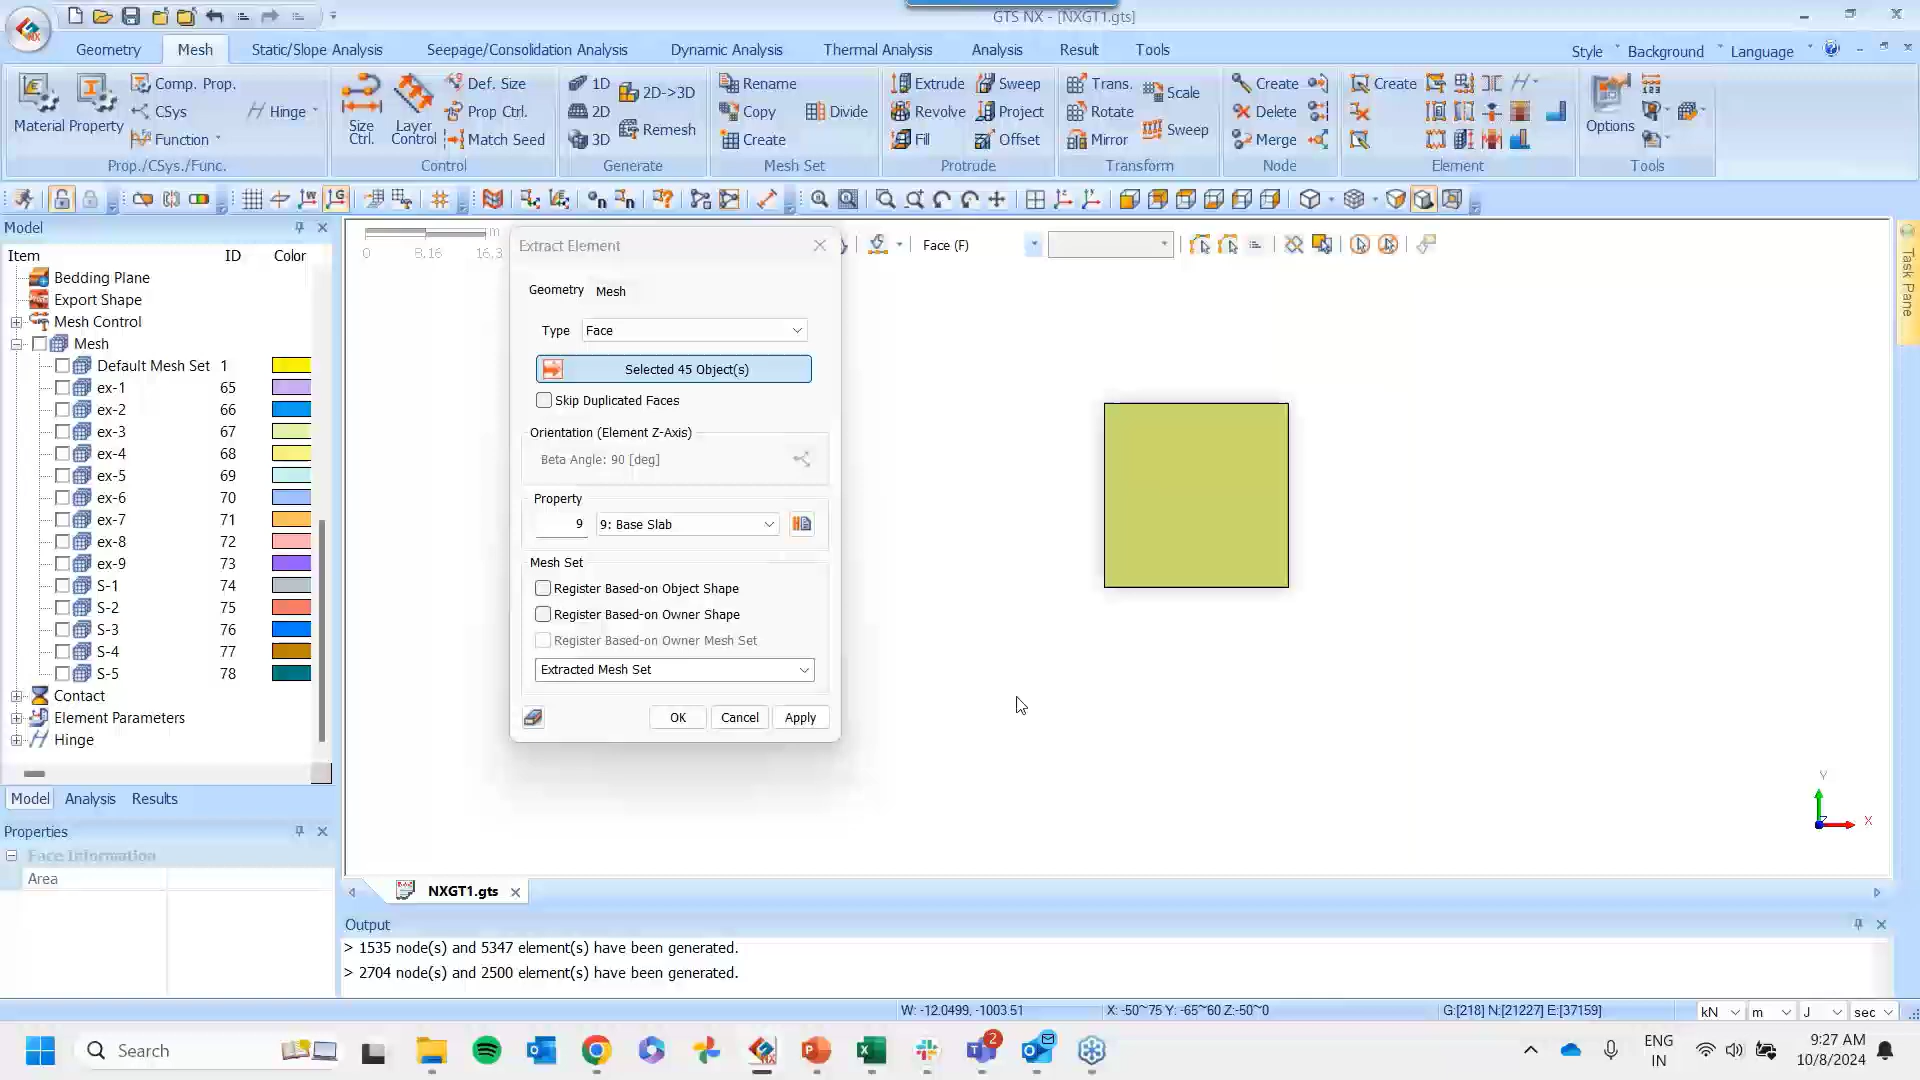 GTS NX - [NXGT1.gts]
Geometry Mesh Static/Slope Analysis Seepage/Consolidation Analysis Dynamic Analysis Thermal Analysis Analysis Result Tools
Style Background Language
Material Property Comp. Prop. CSys Function Hinge
Prop./CSys./Func.
Size Ctrl. Layer Control Def. Size Prop Ctrl. Match Seed
Control
1D 2D 3D 2D->3D Remesh
Generate
Rename Copy Create Divide
Mesh Set
Extrude Revolve Fill Sweep Project Offset
Protrude
Trans. Rotate Mirror Scale Sweep
Transform
Create Delete Merge
Node
Create
Element
Options
Tools
Model
Item ID Color
Bedding Plane
Export Shape
Mesh Control
Mesh
Default Mesh Set 1
ex-1 65
ex-2 66
ex-3 67
ex-4 68
ex-5 69
ex-6 70
ex-7 71
ex-8 72
ex-9 73
S-1 74
S-2 75
S-3 76
S-4 77
S-5 78
Contact
Element Parameters
Hinge
Model Analysis Results
Properties
Face Information
Area
m
0 8.16 16.3
Face (F)
Task Pane
Extract Element
Geometry Mesh
Type Face
Selected 45 Object(s)
Skip Duplicated Faces
Orientation (Element Z-Axis)
Beta Angle: 90 [deg]
Property
9 9: Base Slab
Mesh Set
Register Based-on Object Shape
Register Based-on Owner Shape
Register Based-on Owner Mesh Set
Extracted Mesh Set
OK Cancel Apply
Y
Z
X
NXGT1.gts
Output
> 1535 node(s) and 5347 element(s) have been generated.
> 2704 node(s) and 2500 element(s) have been generated.
W: -12.0499, -1003.51 X: -50~75 Y: -65~60 Z:-50~0 G:[218] N:[21227] E:[37159] kN m J sec
Search
2
ENG
IN
9:27 AM
10/8/2024